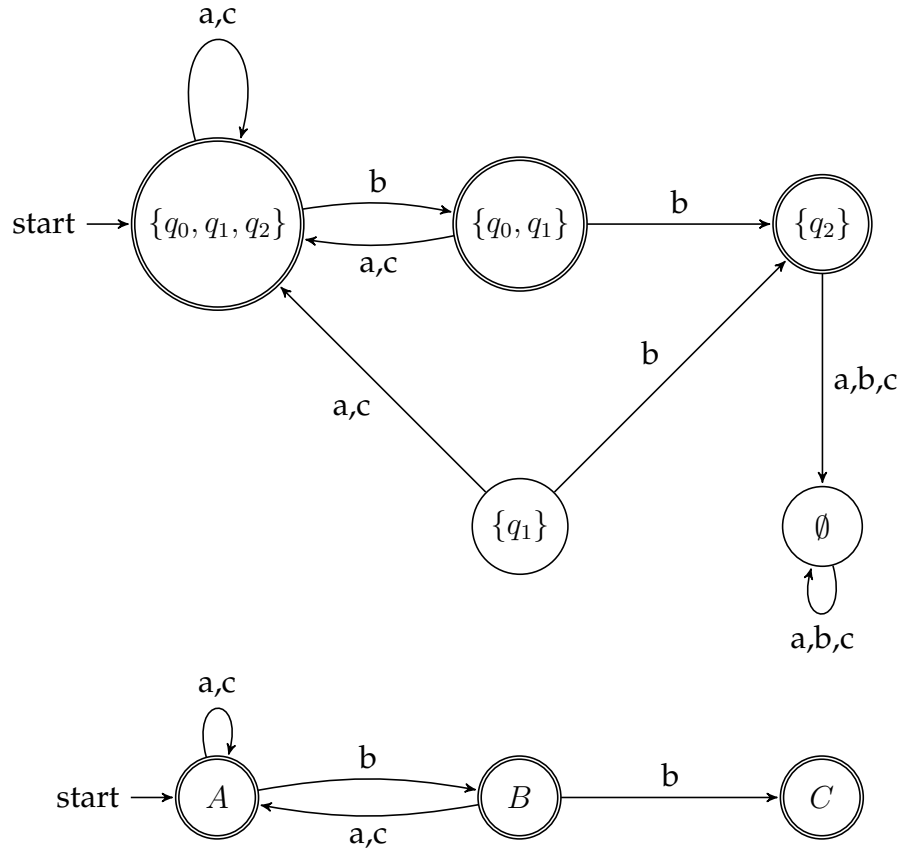 a,c
start
{q₀, q₁, q₂}
b
a,c
{q₀, q₁}
b
{q₂}
a,c
b
a,b,c
{q₁}
∅
a,b,c
a,c
start
A
b
a,c
B
b
C